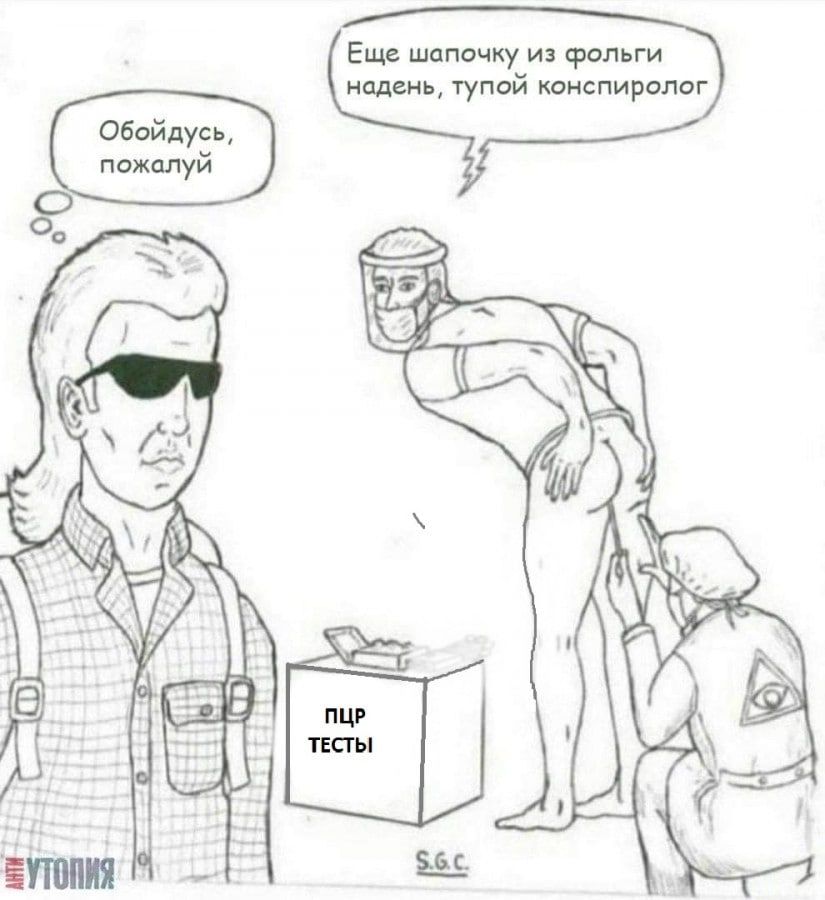 Еще шапочку из фольги
надень, тупой конспиролог
Обойдусь,
пожалуй
ПЦР
ТЕСТЫ
S.G.C.
АНТИ
УТОПИЯ